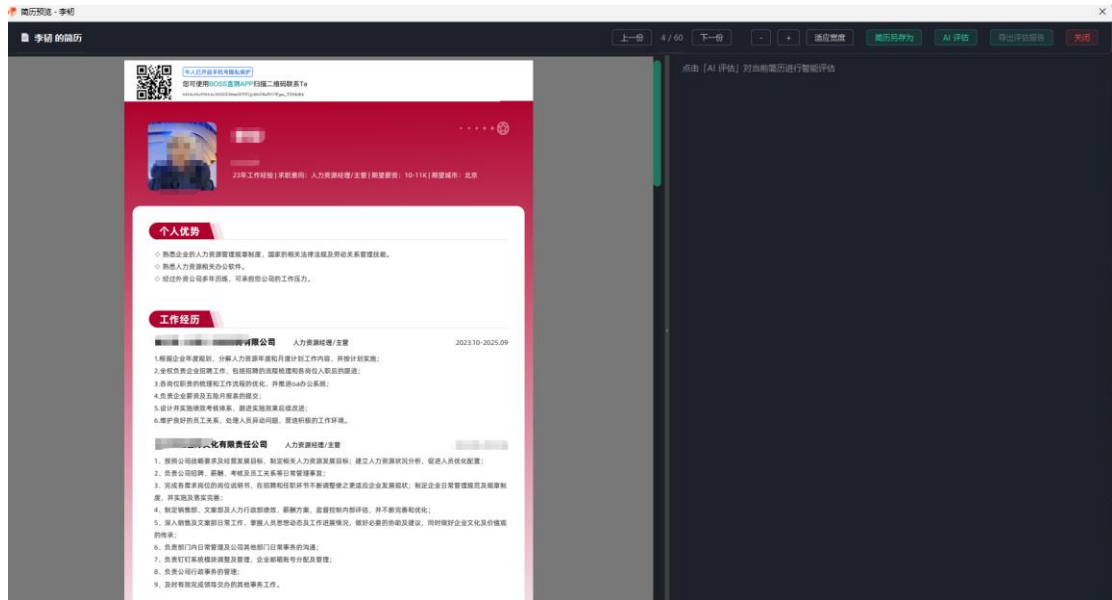 简历预览 - 李韧
李韧 的简历
上一份 4 / 60 下一份 - + 适应宽度 简历另存为 AI 评估 导出评估报告 关闭
点击「AI 评估」对当前简历进行智能评估
牛人已开启手机号隐私保护
您可使用BOSS直聘APP扫描二维码联系Ta
23年工作经验 | 求职意向：人力资源经理/主管 | 期望薪资：10-11K | 期望城市：北京
个人优势
◇ 熟悉企业的人力资源管理规章制度，国家的相关法律法规及劳动关系管理技能。
◇ 熟悉人力资源相关办公软件。
◇ 经过外资公司多年历练，可承担您公司的工作压力。
工作经历
有限公司 人力资源经理/主管 2023.10-2025.09
1.根据企业年度规划，分解人力资源年度和月度计划工作内容，并按计划实施；
2.全权负责企业招聘工作，包括招聘的流程梳理和各岗位入职后的跟进；
3.各岗位职责的梳理和工作流程的优化，并推进oa办公系统；
4.负责企业薪资及五险月报表的提交；
5.设计并实施绩效考核体系，跟进实施效果后续改进；
6.维护良好的员工关系，处理人员异动问题，营造积极的工作环境。
文化有限责任公司 人力资源经理/主管
1、按照公司战略要求及经营发展目标，制定相关人力资源发展目标；建立人力资源状况分析，促进人员优化配置；
2、负责公司招聘、薪酬、考核及员工关系等日常管理事宜；
3、完成各需求岗位的岗位说明书，在招聘和任职环节不断调整使之更适应企业发展现状；制定企业日常管理规范及规章制
度，并实施及落实完善；
4、制定销售部、文案部及人力行政部绩效，薪酬方案，监督控制内部评估，并不断完善和优化；
5、深入销售及文案部日常工作，掌握人员思想动态及工作进展情况，做好必要的协助及建议，同时做好企业文化及价值观
的传承；
6、负责部门内日常管理及公司其他部门日常事务的沟通；
7、负责钉钉系统模块调整及管理，企业邮箱账号分配及管理；
8、负责公司行政事务的管理；
9、及时有效完成领导交办的其他事务工作。